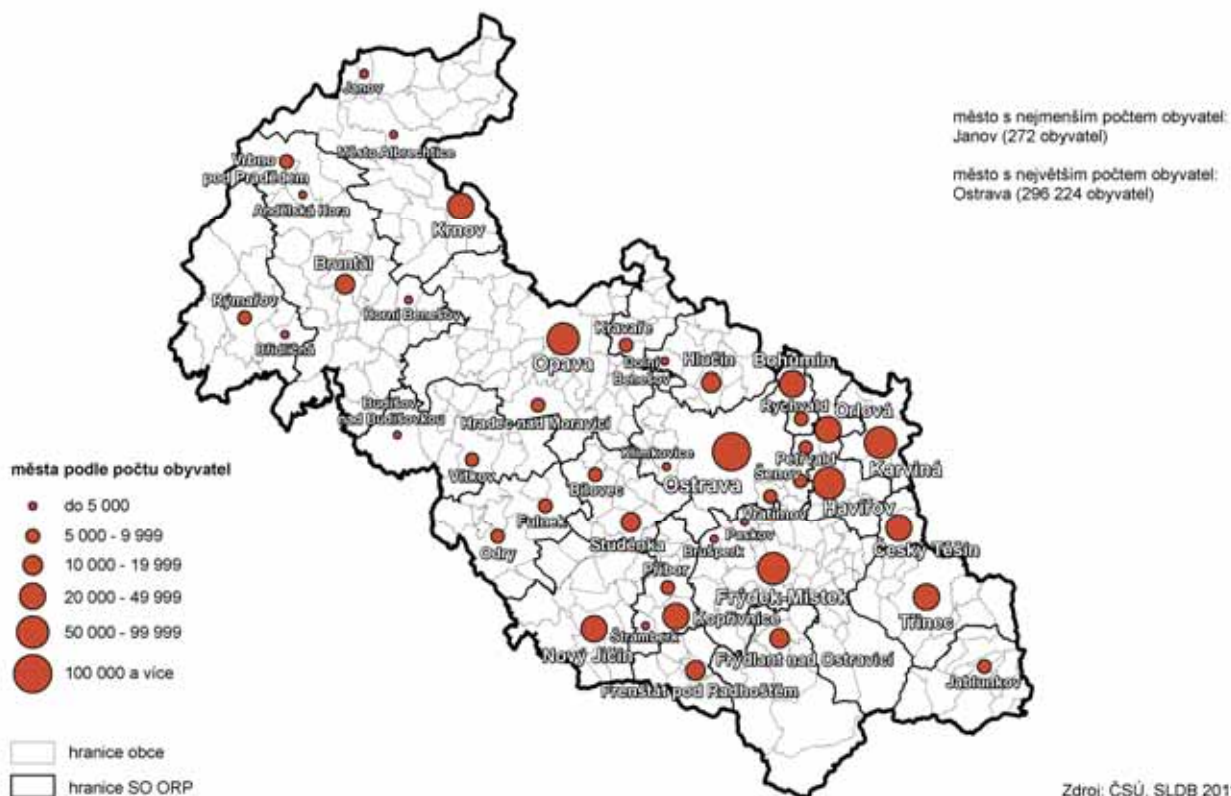 Janov
Město Albrechtice
Vrbno
pod Pradědem
Andělská Hora
Krnov
Bruntál
Rýmařov
Horní Benešov
Břidličná
Opava
Kravaře
Dolní
Benešov
Hlučín
Bohumín
Rychvald
Orlová
Budišov
nad Budišovkou
Hradec nad Moravicí
Petřvald
Karviná
Klimkovice
Vítkov
Bílovec
Ostrava
Šenov
Havířov
Vratimov
Fulnek
Studénka
Paskov
Odry
Brušperk
Český Těšín
Příbor
Frýdek-Místek
Kopřivnice
Třinec
Štramberk
Nový Jičín
Frýdlant nad Ostravicí
Jablunkov
Frenštát pod Radhoštěm
město s nejmenším počtem obyvatel:
Janov (272 obyvatel)
město s největším počtem obyvatel:
Ostrava (296 224 obyvatel)
města podle počtu obyvatel
do 5 000
5 000 - 9 999
10 000 - 19 999
20 000 - 49 999
50 000 - 99 999
100 000 a více
hranice obce
hranice SO ORP
Zdroj: ČSÚ, SLDB 201